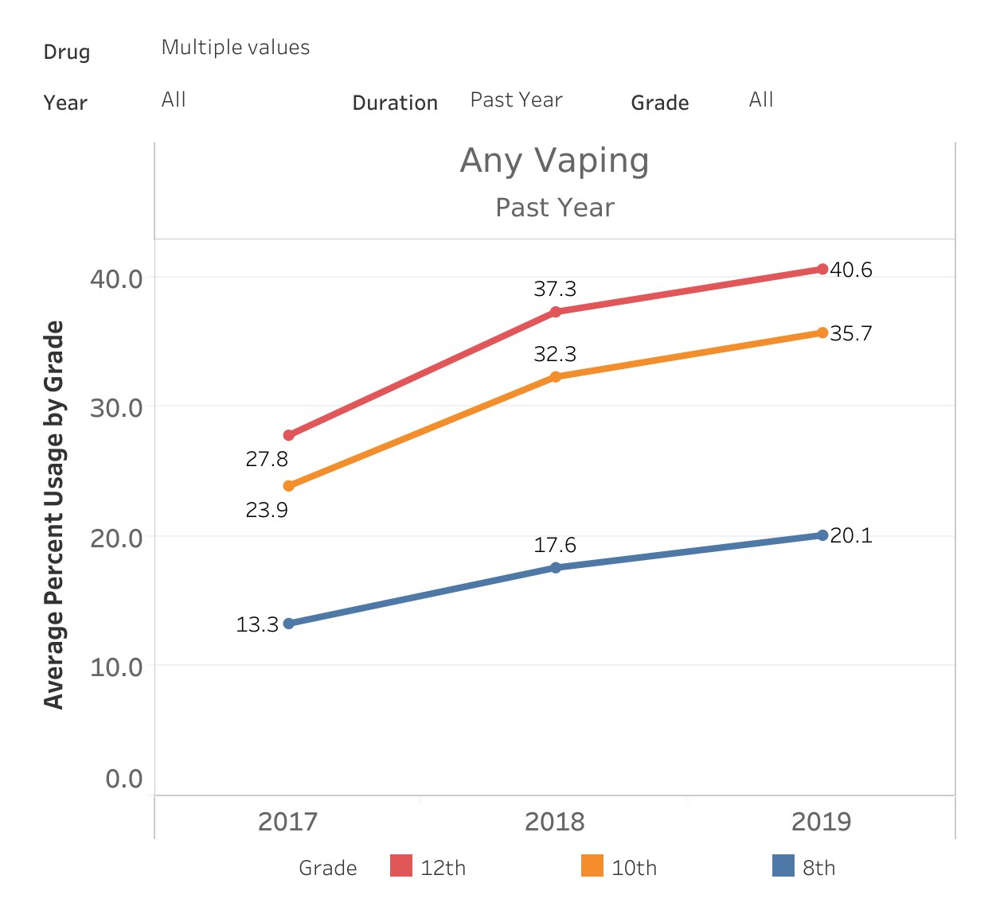 Drug Multiple values
Year All Duration Past Year Grade All
Any Vaping
Past Year
Average Percent Usage by Grade
40.0
30.0
20.0
10.0
0.0
40.6
37.3
35.7
32.3
27.8
23.9
20.1
17.6
13.3
2017 2018 2019
Grade 12th 10th 8th